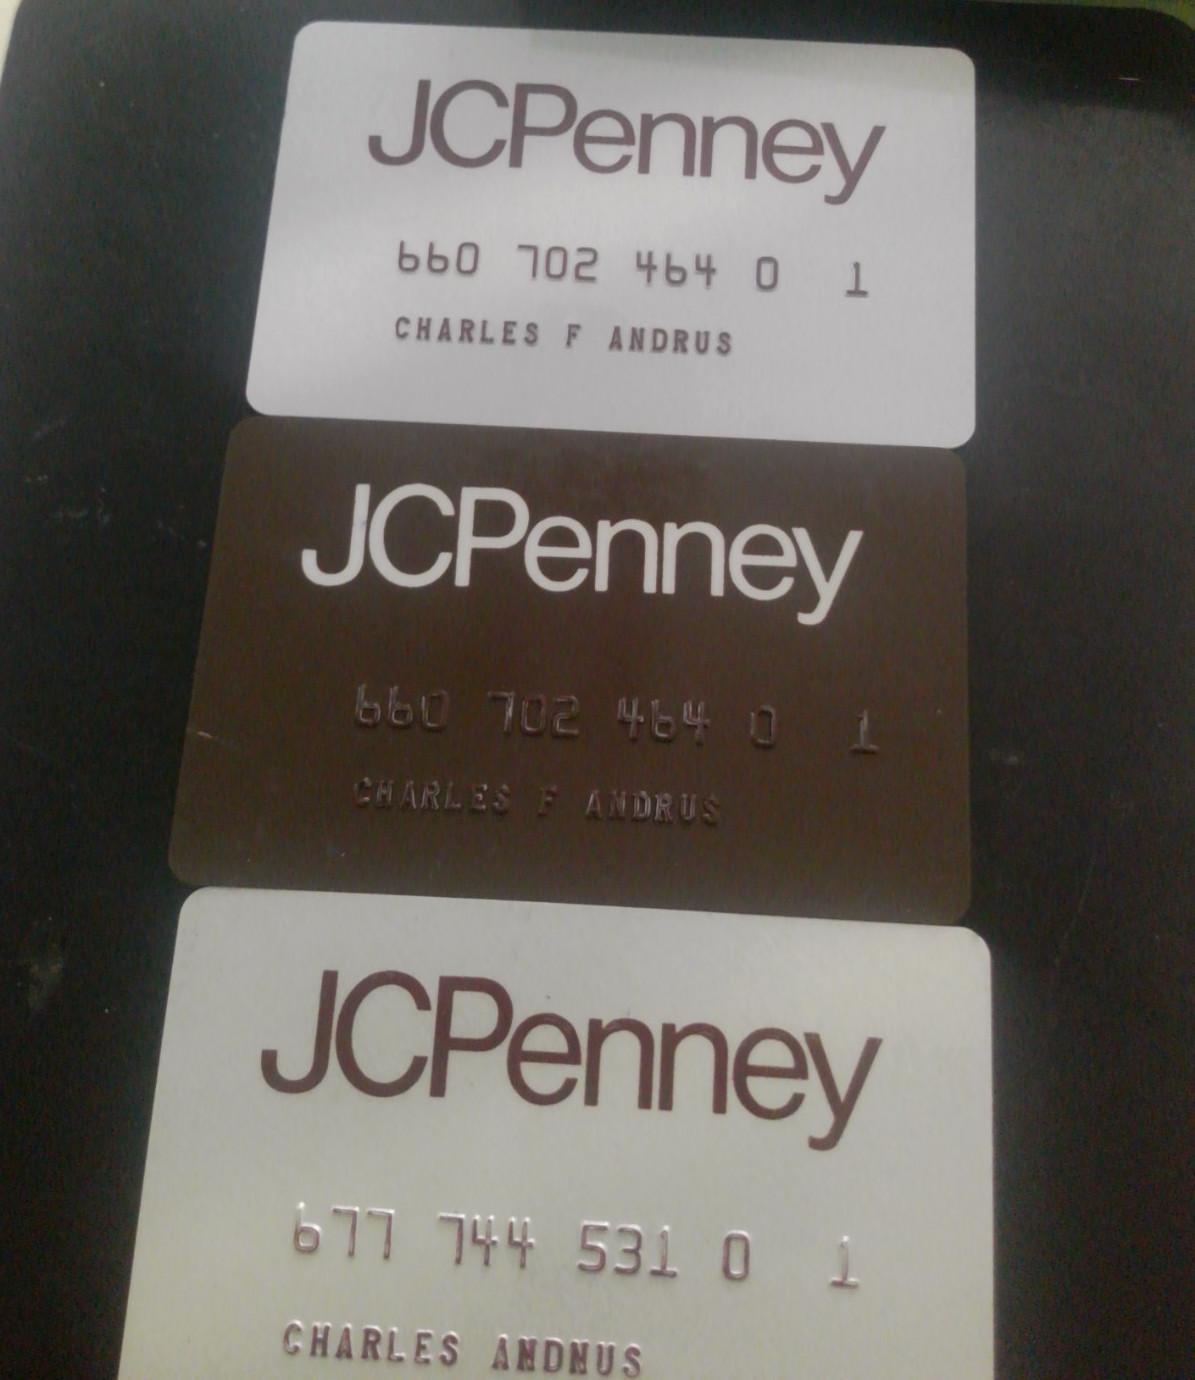 JCPenney
660 702 464 0 1
CHARLES F ANDRUS
JCPenney
660 702 464 0 1
CHARLES F ANDRUS
JCPenney
677 744 531 0 1
CHARLES ANDNUS